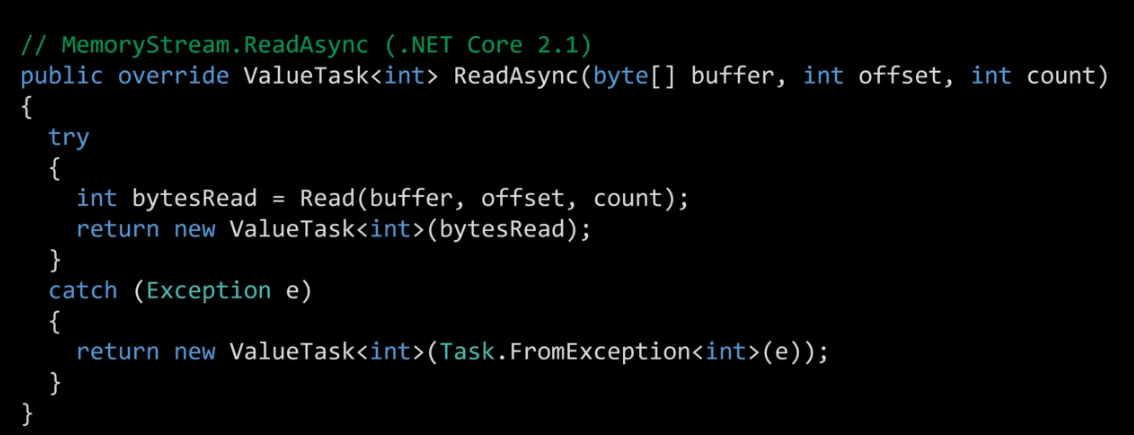 // MemoryStream.ReadAsync (.NET Core 2.1)
public override ValueTask<int> ReadAsync(byte[] buffer, int offset, int count)
{
  try
  {
    int bytesRead = Read(buffer, offset, count);
    return new ValueTask<int>(bytesRead);
  }
  catch (Exception e)
  {
    return new ValueTask<int>(Task.FromException<int>(e));
  }
}